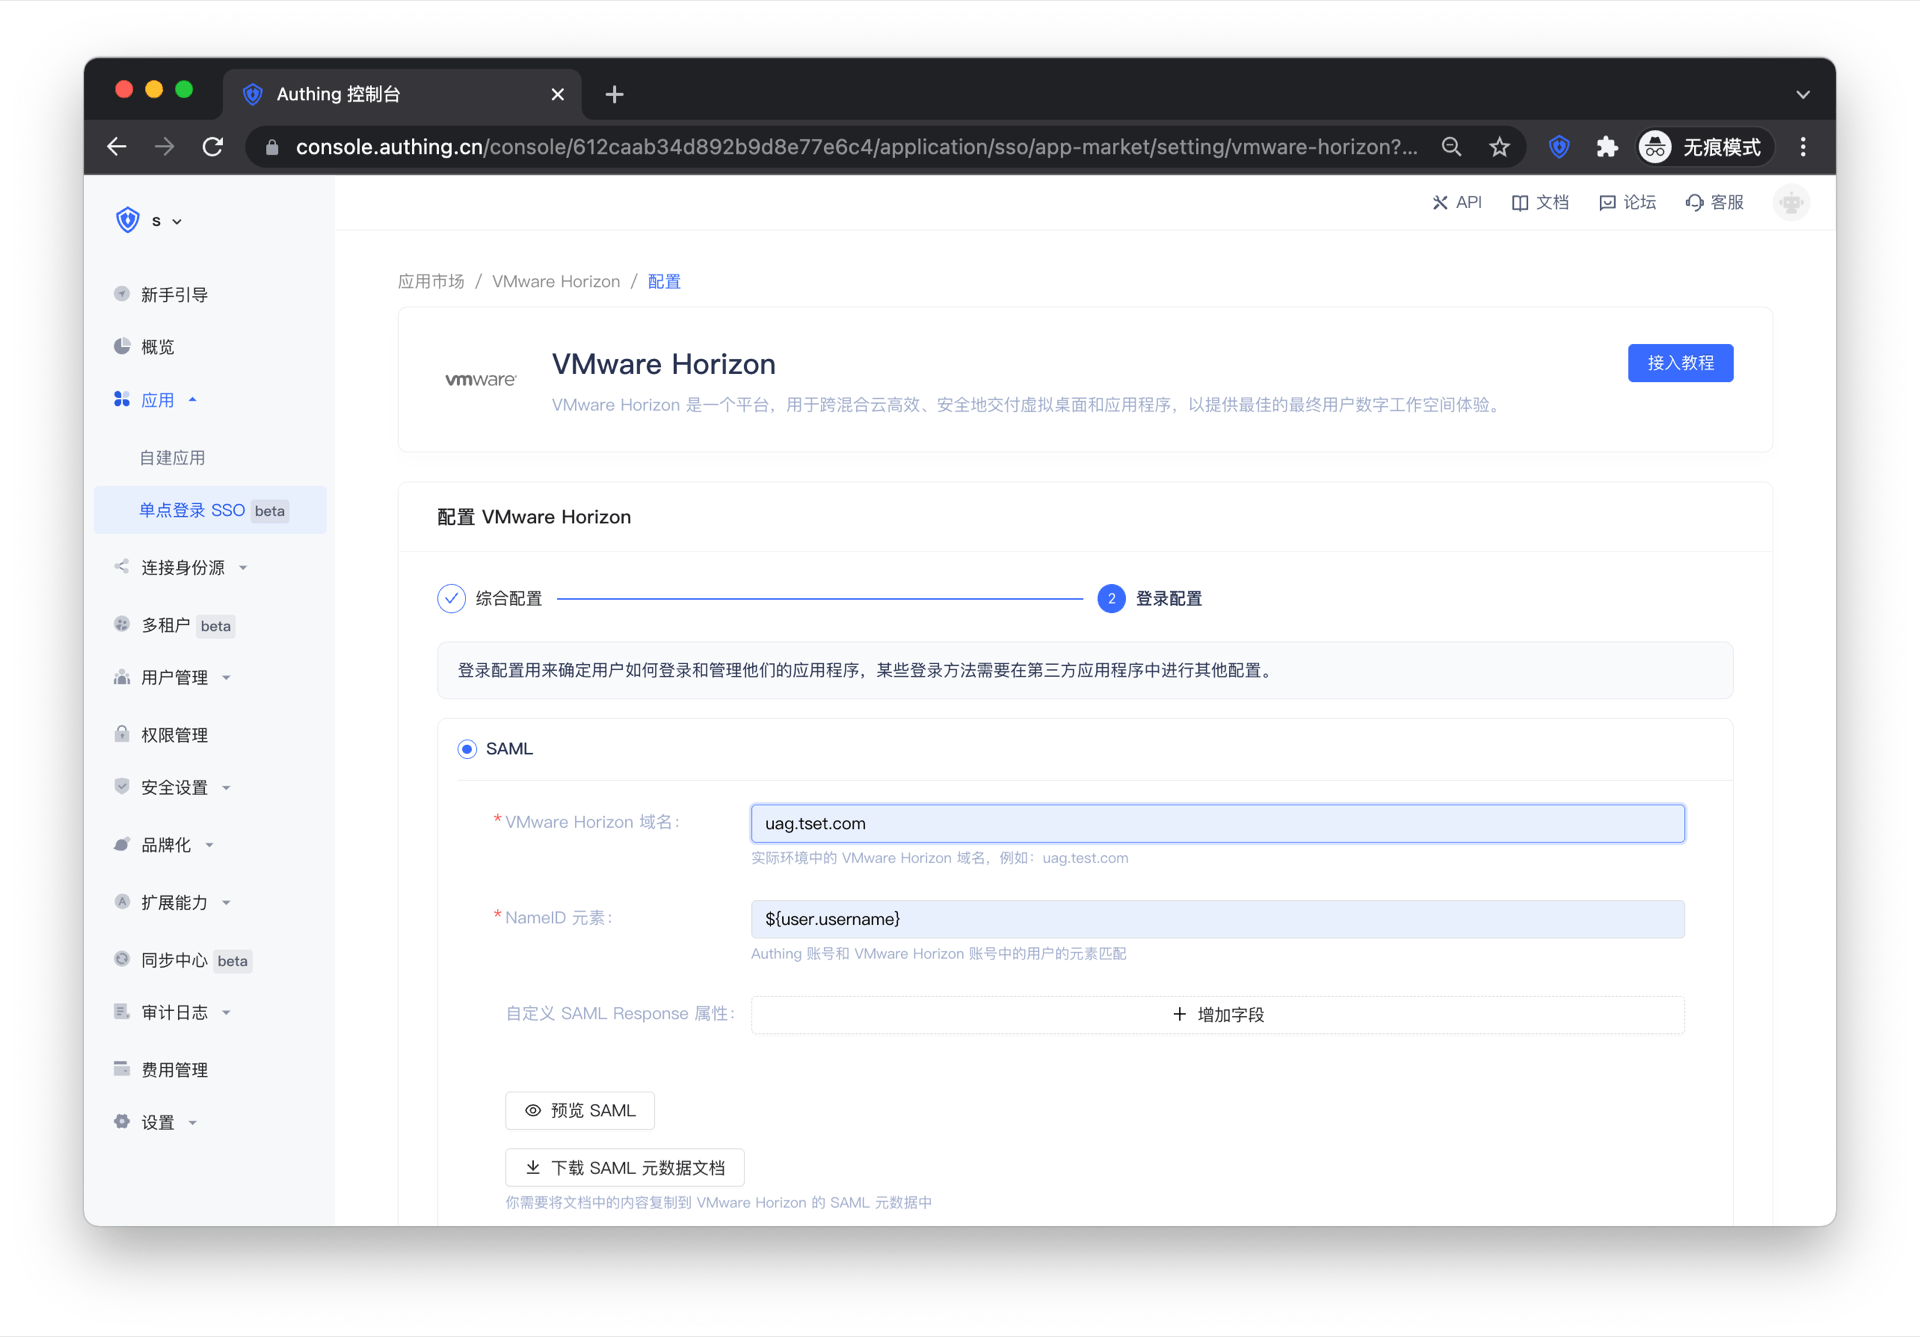 Authing 控制台
console.authing.cn/console/612caab34d892b9d8e77e6c4/application/sso/app-market/setting/vmware-horizon?...
无痕模式
s
API
文档
论坛
客服
新手引导
概览
应用
自建应用
单点登录 SSO beta
连接身份源
多租户 beta
用户管理
权限管理
安全设置
品牌化
扩展能力
同步中心 beta
审计日志
费用管理
设置
应用市场 / VMware Horizon / 配置
vmware
VMware Horizon
VMware Horizon 是一个平台，用于跨混合云高效、安全地交付虚拟桌面和应用程序，以提供最佳的最终用户数字工作空间体验。
接入教程
配置 VMware Horizon
综合配置
2 登录配置
登录配置用来确定用户如何登录和管理他们的应用程序，某些登录方法需要在第三方应用程序中进行其他配置。
SAML
* VMware Horizon 域名：
uag.tset.com
实际环境中的 VMware Horizon 域名，例如：uag.test.com
* NameID 元素：
${user.username}
Authing 账号和 VMware Horizon 账号中的用户的元素匹配
自定义 SAML Response 属性：
+ 增加字段
预览 SAML
下载 SAML 元数据文档
你需要将文档中的内容复制到 VMware Horizon 的 SAML 元数据中